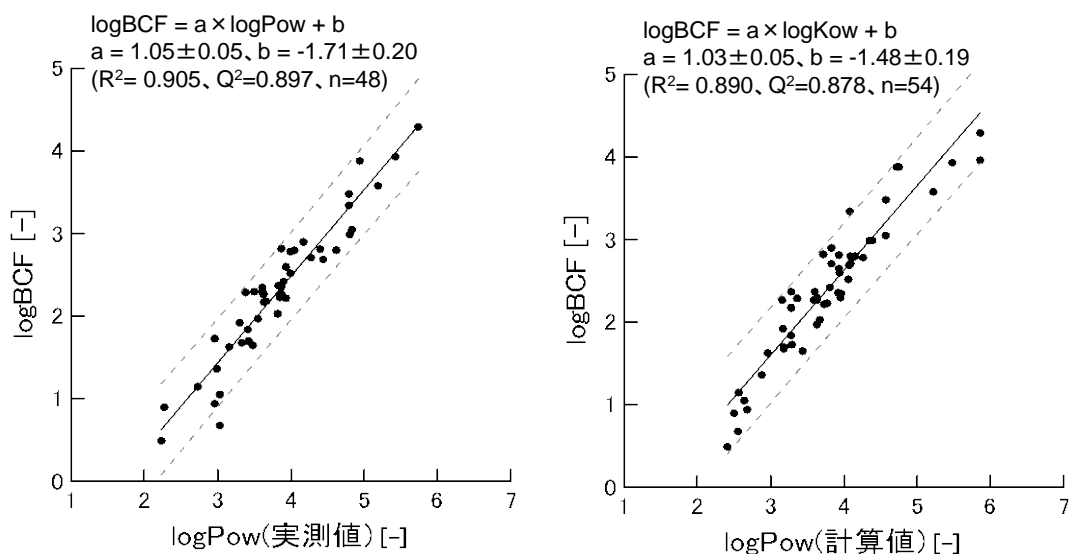 logBCF = a×logPow + b
a = 1.05±0.05、b = -1.71±0.20
(R²= 0.905、Q²=0.897、n=48)
5
4
3
2
1
0
logBCF [-]
1 2 3 4 5 6 7
logPow(実測値) [-]
logBCF = a×logKow + b
a = 1.03±0.05、b = -1.48±0.19
(R²= 0.890、Q²=0.878、n=54)
5
4
3
2
1
0
logBCF [-]
1 2 3 4 5 6 7
logPow(計算値) [-]